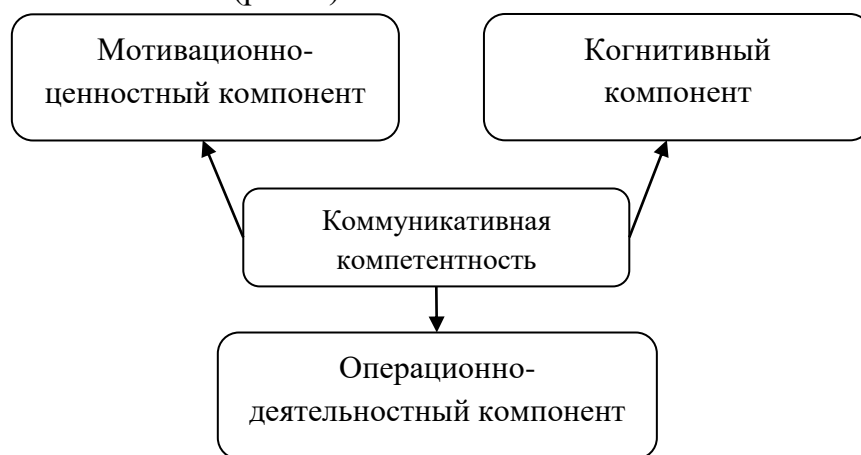 Мотивационно-
ценностный компонент
Когнитивный
компонент
Коммуникативная
компетентность
Операционно-
деятельностный компонент